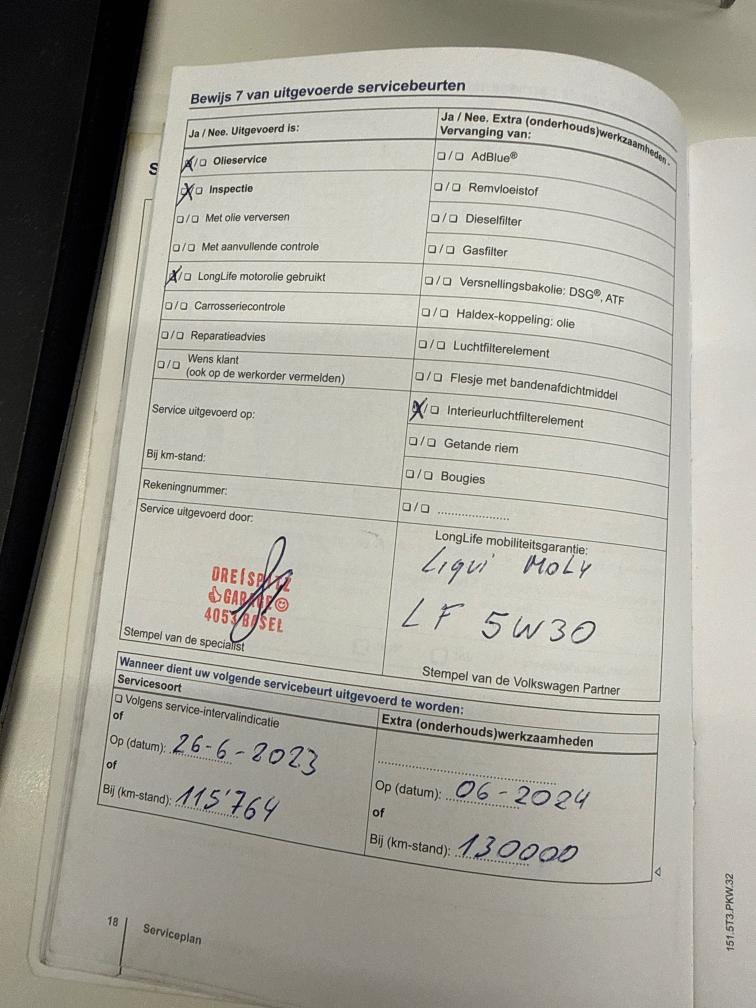 Bewijs 7 van uitgevoerde servicebeurten
Ja / Nee. Uitgevoerd is:
Ja / Nee. Extra (onderhouds)werkzaamheden.
Vervanging van:
S
☒/☐ Olieservice
☒/☐ Inspectie
☐/☐ Met olie verversen
☐/☐ Met aanvullende controle
☒/☐ LongLife motorolie gebruikt
☐/☐ Carrosseriecontrole
☐/☐ Reparatieadvies
☐/☐ Wens klant
(ook op de werkorder vermelden)
☐/☐ AdBlue®
☐/☐ Remvloeistof
☐/☐ Dieselfilter
☐/☐ Gasfilter
☐/☐ Versnellingsbakolie: DSG®, ATF
☐/☐ Haldex-koppeling: olie
☐/☐ Luchtfilterelement
☐/☐ Flesje met bandenafdichtmiddel
☒/☐ Interieurluchtfilterelement
☐/☐ Getande riem
☐/☐ Bougies
☐/☐ ....................
Service uitgevoerd op:
Bij km-stand:
Rekeningnummer:
Service uitgevoerd door:
DREISPITZ
GARAGE
4053 BASEL
Stempel van de specialist
LongLife mobiliteitsgarantie:
Liqui MOLY
LF 5W30
Stempel van de Volkswagen Partner
Wanneer dient uw volgende servicebeurt uitgevoerd te worden:
Servicesoort
☐ Volgens service-intervalindicatie
of
Op (datum): 26-6-2023
of
Bij (km-stand): 115'764
Extra (onderhouds)werkzaamheden
Op (datum): 06-2024
of
Bij (km-stand): 130000
18 Serviceplan
151.5T3.PKW.32